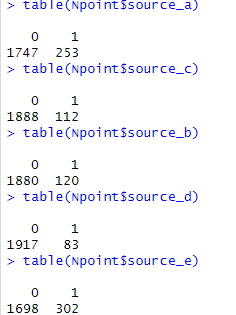 > table(Npoint$source_a)
0 1
1747 253
> table(Npoint$source_c)
0 1
1888 112
> table(Npoint$source_b)
0 1
1880 120
> table(Npoint$source_d)
0 1
1917 83
> table(Npoint$source_e)
0 1
1698 302